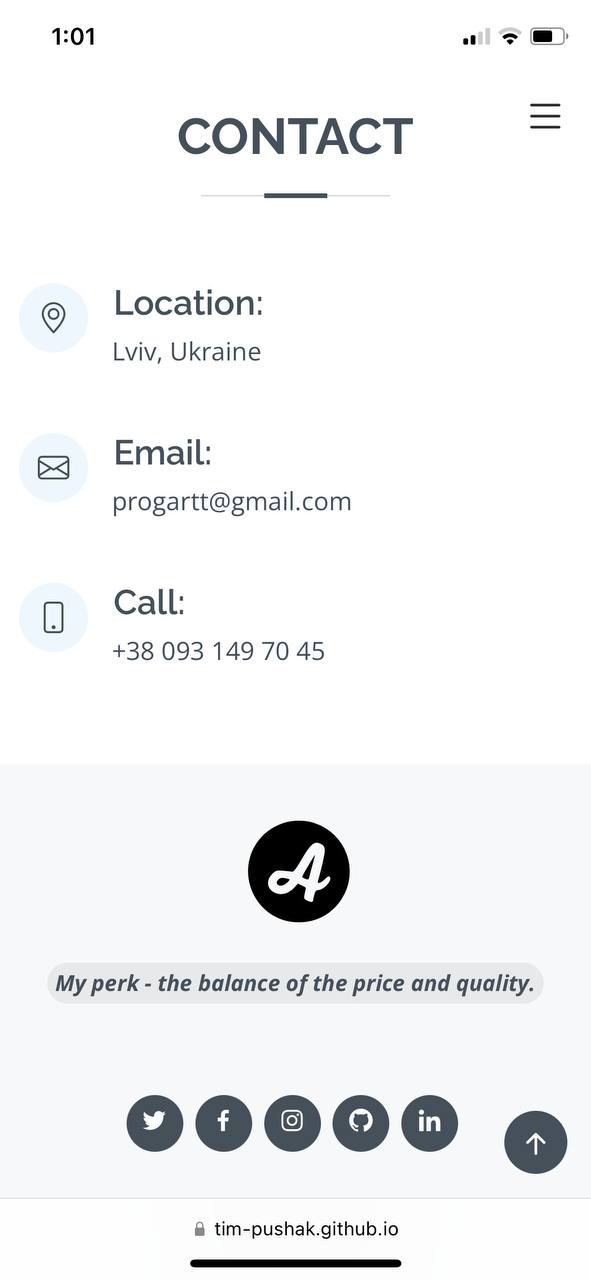 1:01
CONTACT
Location:
Lviv, Ukraine
Email:
progartt@gmail.com
Call:
+38 093 149 70 45
A
My perk - the balance of the price and quality.
f in
tim-pushak.github.io